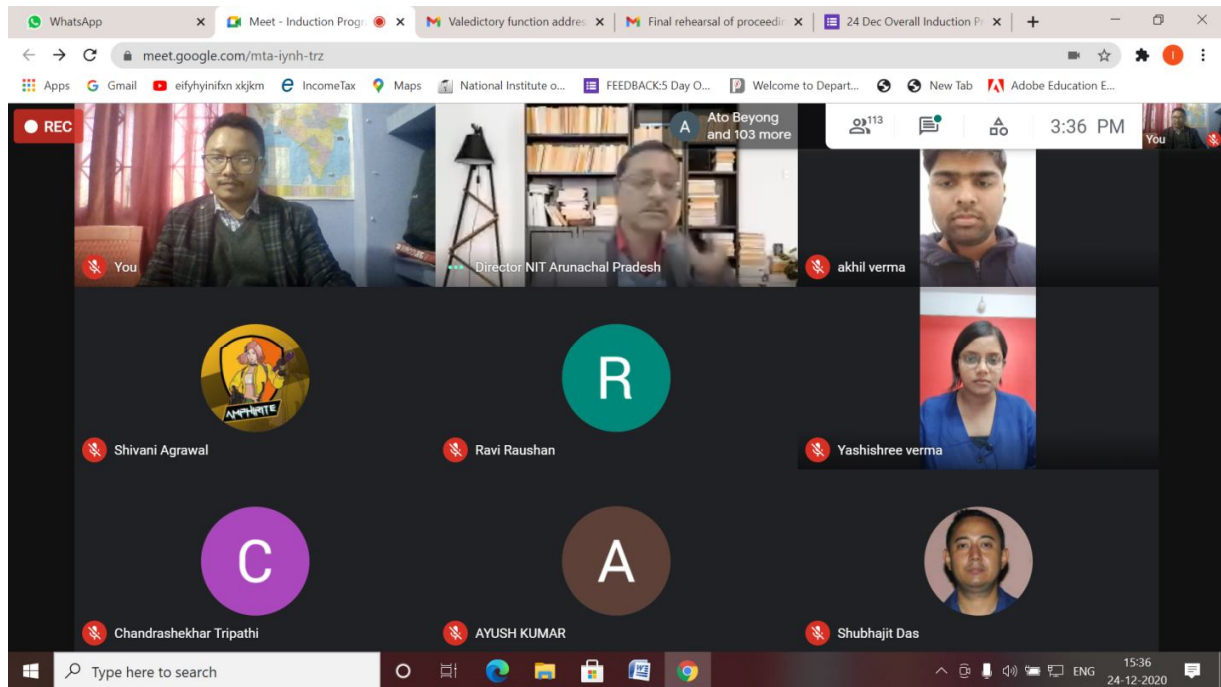 WhatsApp
Meet - Induction Progr
Valedictory function addres
Final rehearsal of proceedin
24 Dec Overall Induction Pr
meet.google.com/mta-iynh-trz
I
Apps
Gmail
eifyhyinifxn xkjkm
IncomeTax
Maps
National Institute o...
FEEDBACK:5 Day O...
Welcome to Depart...
New Tab
Adobe Education E...
REC
A
Ato Beyong
and 103 more
113
3:36 PM
You
You
Director NIT Arunachal Pradesh
akhil verma
AMPHIRITE
Shivani Agrawal
R
Ravi Raushan
Yashishree verma
C
Chandrashekhar Tripathi
A
AYUSH KUMAR
Shubhajit Das
Type here to search
ENG
15:36
24-12-2020